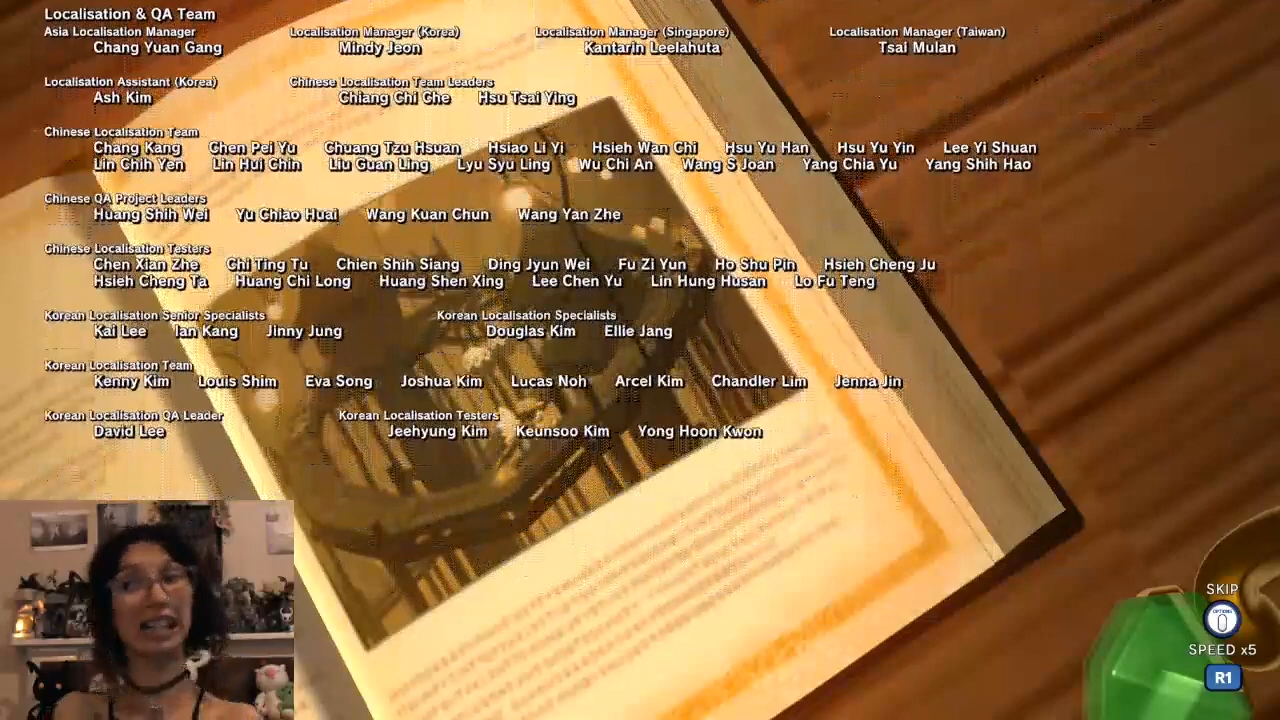 Localisation & QA Team
Asia Localisation Manager Localisation Manager (Korea) Localisation Manager (Singapore) Localisation Manager (Taiwan)
Chang Yuan Gang Mindy Jeon Kantarin Leelahuta Tsai Mulan
Localisation Assistant (Korea) Chinese Localisation Team Leaders
Ash Kim Chiang Chi Che Hsu Tsai Ying
Chinese Localisation Team
Chang Kang Chen Pei Yu Chuang Tzu Hsuan Hsiao Li Yi Hsieh Wan Chi Hsu Yu Han Hsu Yu Yin Lee Yi Shuan
Lin Chih Yen Lin Hui Chin Liu Guan Ling Lyu Syu Ling Wu Chi An Wang S Joan Yang Chia Yu Yang Shih Hao
Chinese QA Project Leaders
Huang Shih Wei Yu Chiao Huai Wang Kuan Chun Wang Yan Zhe
Chinese Localisation Testers
Chen Xian Zhe Chi Ting Tu Chien Shih Siang Ding Jyun Wei Fu Zi Yun Ho Shu Pin Hsieh Cheng Ju
Hsieh Cheng Ta Huang Chi Long Huang Shen Xing Lee Chen Yu Lin Hung Husan Lo Fu Teng
Korean Localisation Senior Specialists Korean Localisation Specialists
Kai Lee Ian Kang Jinny Jung Douglas Kim Ellie Jang
Korean Localisation Team
Kenny Kim Louis Shim Eva Song Joshua Kim Lucas Noh Arcel Kim Chandler Lim Jenna Jin
Korean Localisation QA Leader Korean Localisation Testers
David Lee Jeehyung Kim Keunsoo Kim Yong Hoon Kwon
SKIP
OPTIONS
SPEED x5
R1